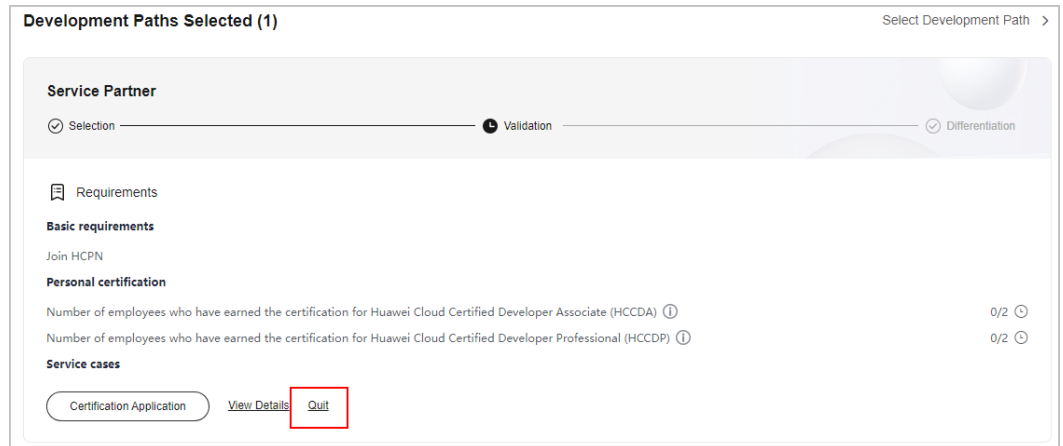 Development Paths Selected (1)
Select Development Path >
Service Partner
Selection
Validation
Differentiation
Requirements
Basic requirements
Join HCPN
Personal certification
Number of employees who have earned the certification for Huawei Cloud Certified Developer Associate (HCCDA)
0/2
Number of employees who have earned the certification for Huawei Cloud Certified Developer Professional (HCCDP)
0/2
Service cases
Certification Application View Details Quit